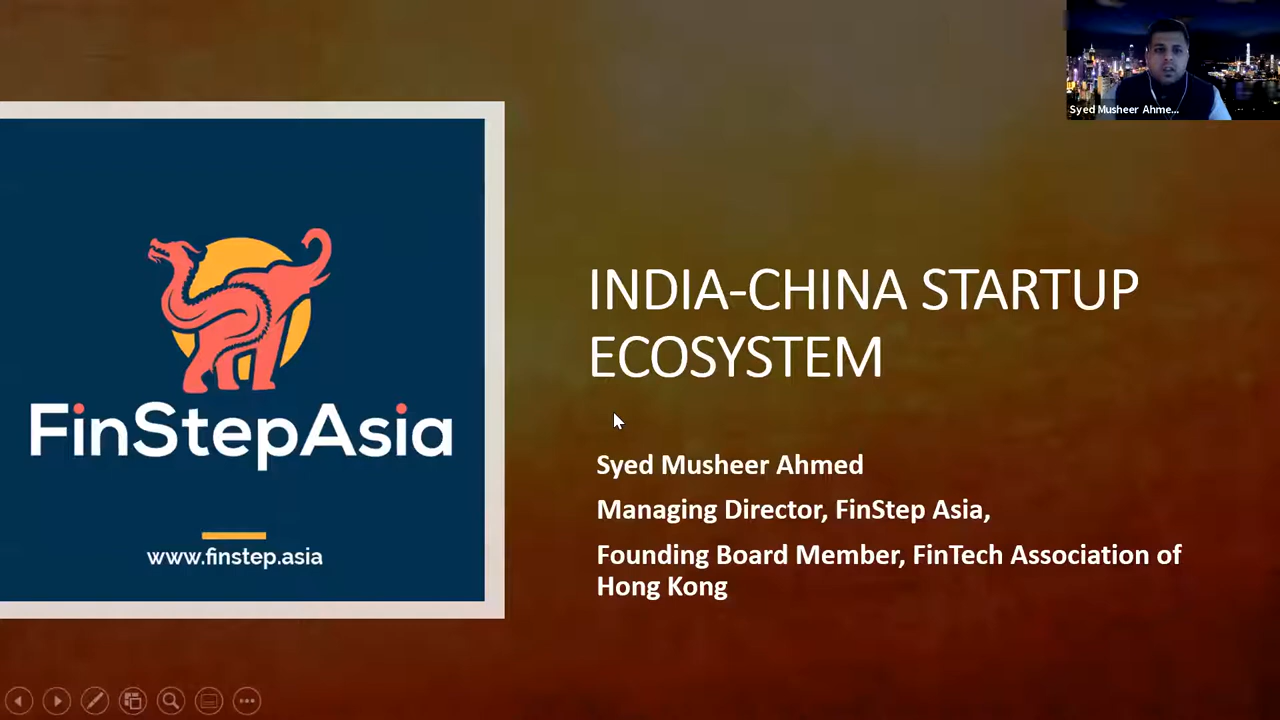 Syed Musheer Ahme...
FinStepAsia
www.finstep.asia
INDIA-CHINA STARTUP
ECOSYSTEM
Syed Musheer Ahmed
Managing Director, FinStep Asia,
Founding Board Member, FinTech Association of
Hong Kong